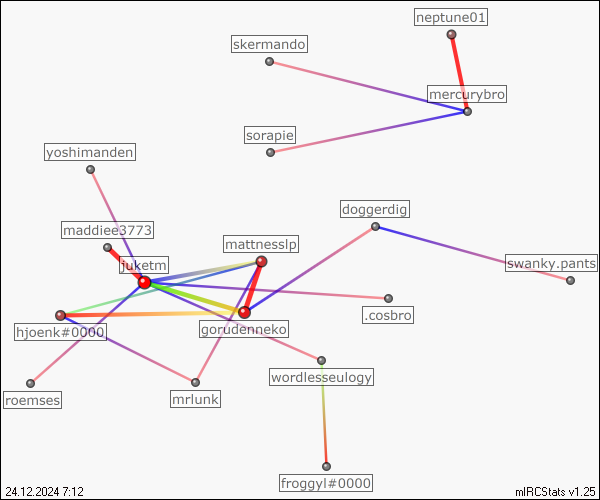 neptune01
skermando
mercurybro
sorapie
yoshimanden
doggerdig
maddiee3773
mattnesslp
juketm
swanky.pants
.cosbro
hjoenk#0000
gorudenneko
wordlesseulogy
roemses
mrlunk
froggyl#0000
24.12.2024 7:12
mIRCStats v1.25